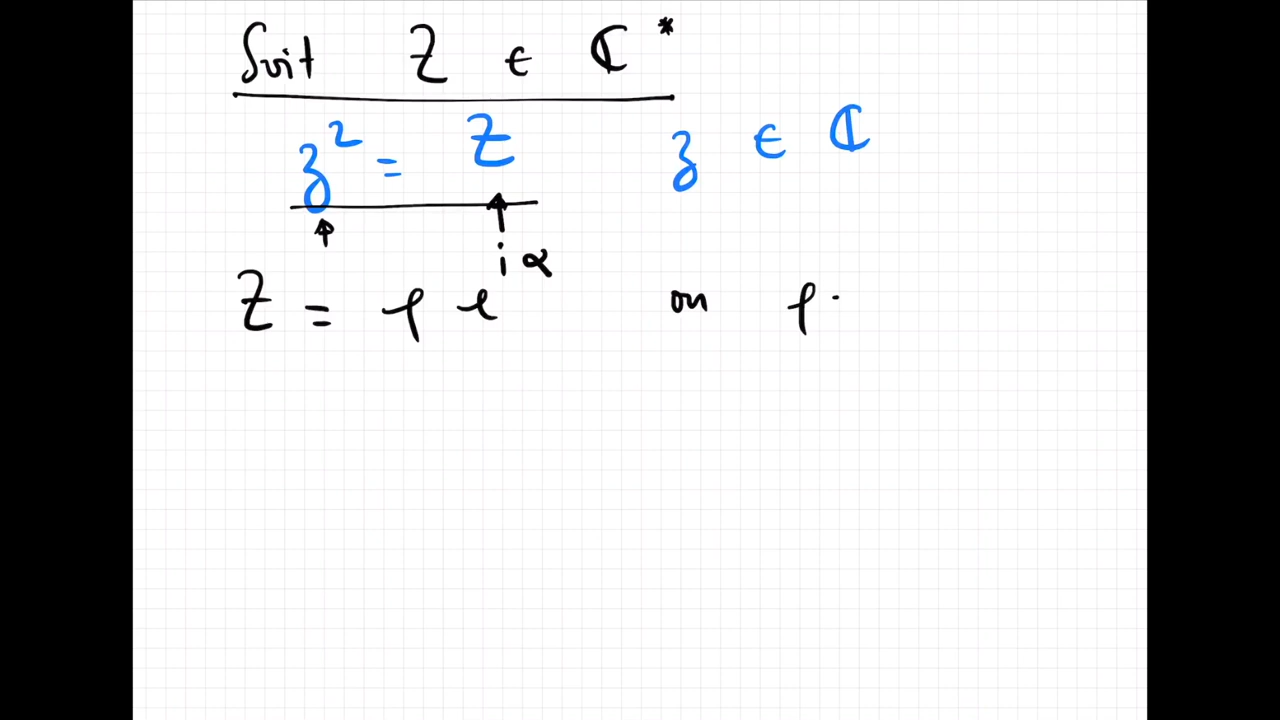 Soit Z ∈ ℂ*
z² = Z z ∈ ℂ
Z = ρ e^{iα} où ρ